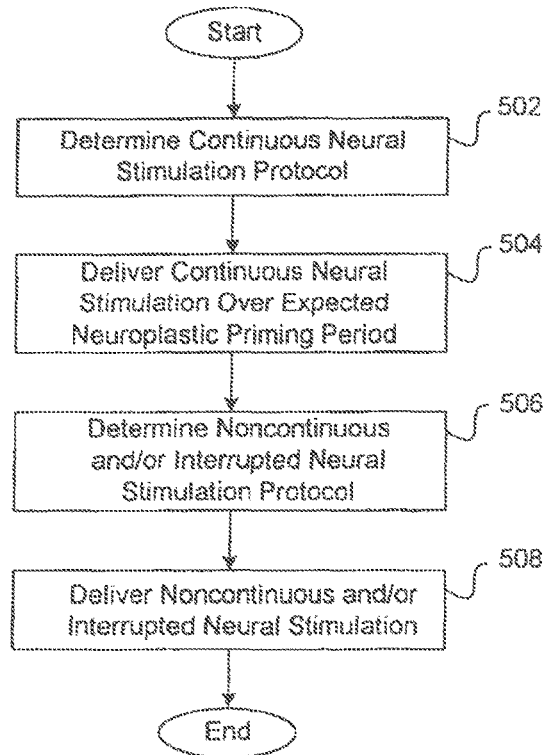 Start
502
Determine Continuous Neural
Stimulation Protocol
504
Deliver Continuous Neural
Stimulation Over Expected
Neuroplastic Priming Period
506
Determine Noncontinuous
and/or Interrupted Neural
Stimulation Protocol
508
Deliver Noncontinuous and/or
Interrupted Neural Stimulation
End